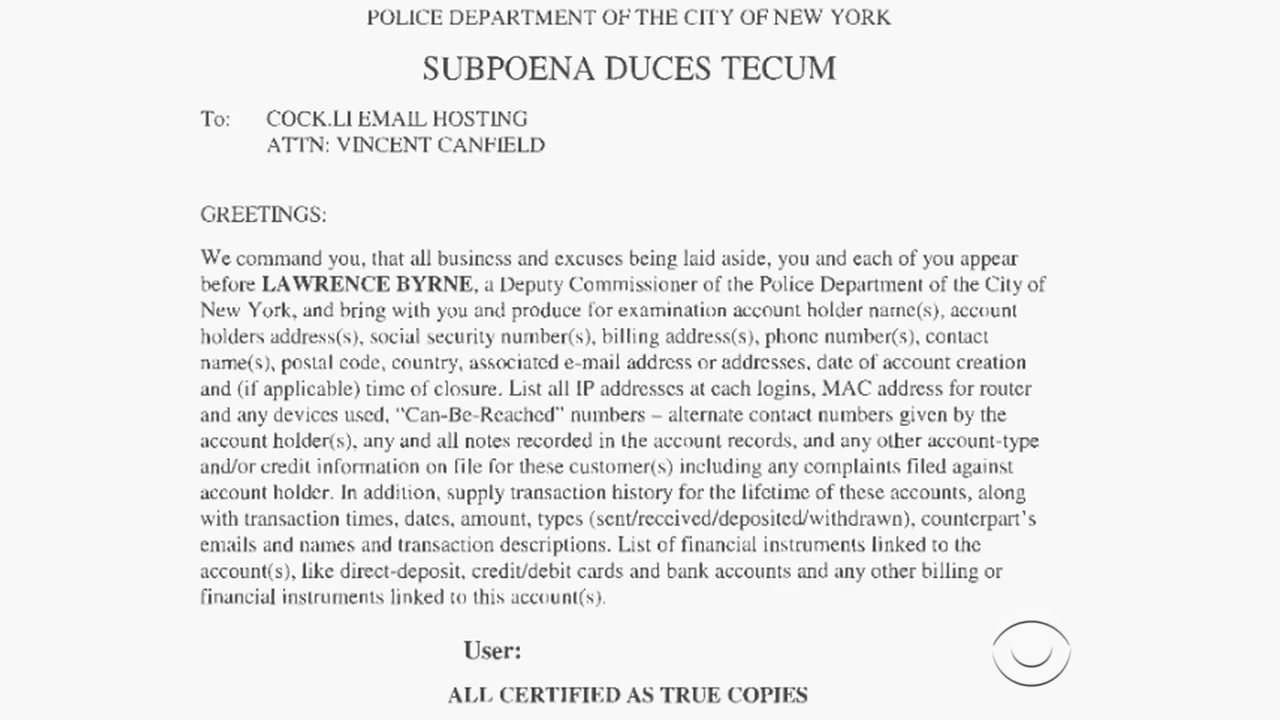 POLICE DEPARTMENT OF THE CITY OF NEW YORK
SUBPOENA DUCES TECUM
To: COCK.LI EMAIL HOSTING
ATTN: VINCENT CANFIELD
GREETINGS:
We command you, that all business and excuses being laid aside, you and each of you appear
before LAWRENCE BYRNE, a Deputy Commissioner of the Police Department of the City of
New York, and bring with you and produce for examination account holder name(s), account
holders address(s), social security number(s), billing address(s), phone number(s), contact
name(s), postal code, country, associated e-mail address or addresses, date of account creation
and (if applicable) time of closure. List all IP addresses at each logins, MAC address for router
and any devices used, “Can-Be-Reached” numbers – alternate contact numbers given by the
account holder(s), any and all notes recorded in the account records, and any other account-type
and/or credit information on file for these customer(s) including any complaints filed against
account holder. In addition, supply transaction history for the lifetime of these accounts, along
with transaction times, dates, amount, types (sent/received/deposited/withdrawn), counterpart’s
emails and names and transaction descriptions. List of financial instruments linked to the
account(s), like direct-deposit, credit/debit cards and bank accounts and any other billing or
financial instruments linked to this account(s).
User:
ALL CERTIFIED AS TRUE COPIES